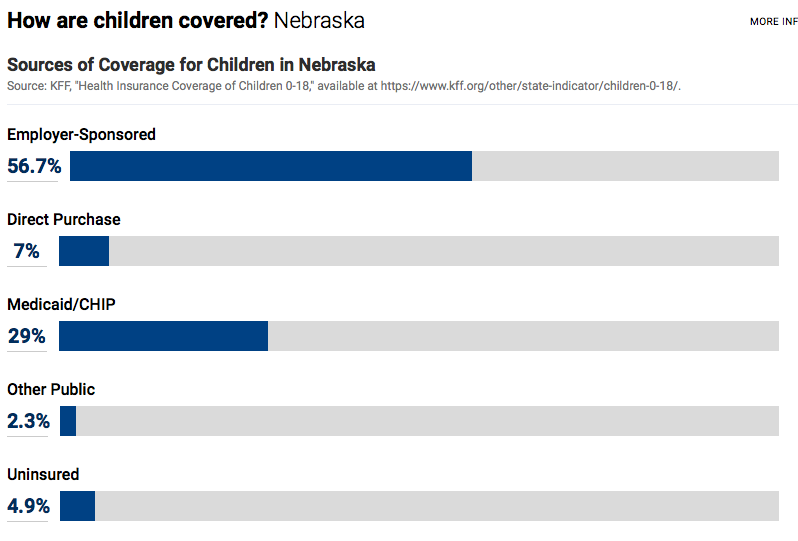 How are children covered? Nebraska
MORE INF
Sources of Coverage for Children in Nebraska
Source: KFF, "Health Insurance Coverage of Children 0-18," available at https://www.kff.org/other/state-indicator/children-0-18/.
Employer-Sponsored
56.7%
Direct Purchase
7%
Medicaid/CHIP
29%
Other Public
2.3%
Uninsured
4.9%